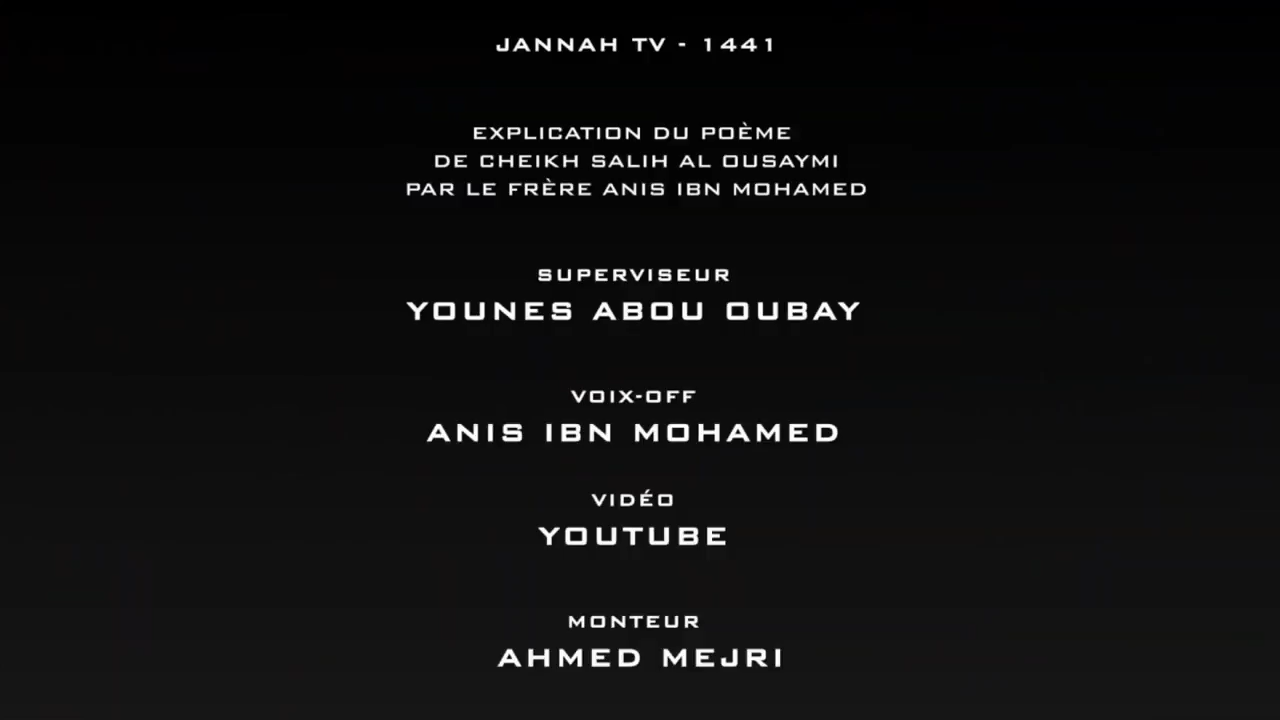 JANNAH TV - 1441
EXPLICATION DU POÈME
DE CHEIKH SALIH AL OUSAYMI
PAR LE FRÈRE ANIS IBN MOHAMED
SUPERVISEUR
YOUNES ABOU OUBAY
VOIX-OFF
ANIS IBN MOHAMED
VIDÉO
YOUTUBE
MONTEUR
AHMED MEJRI